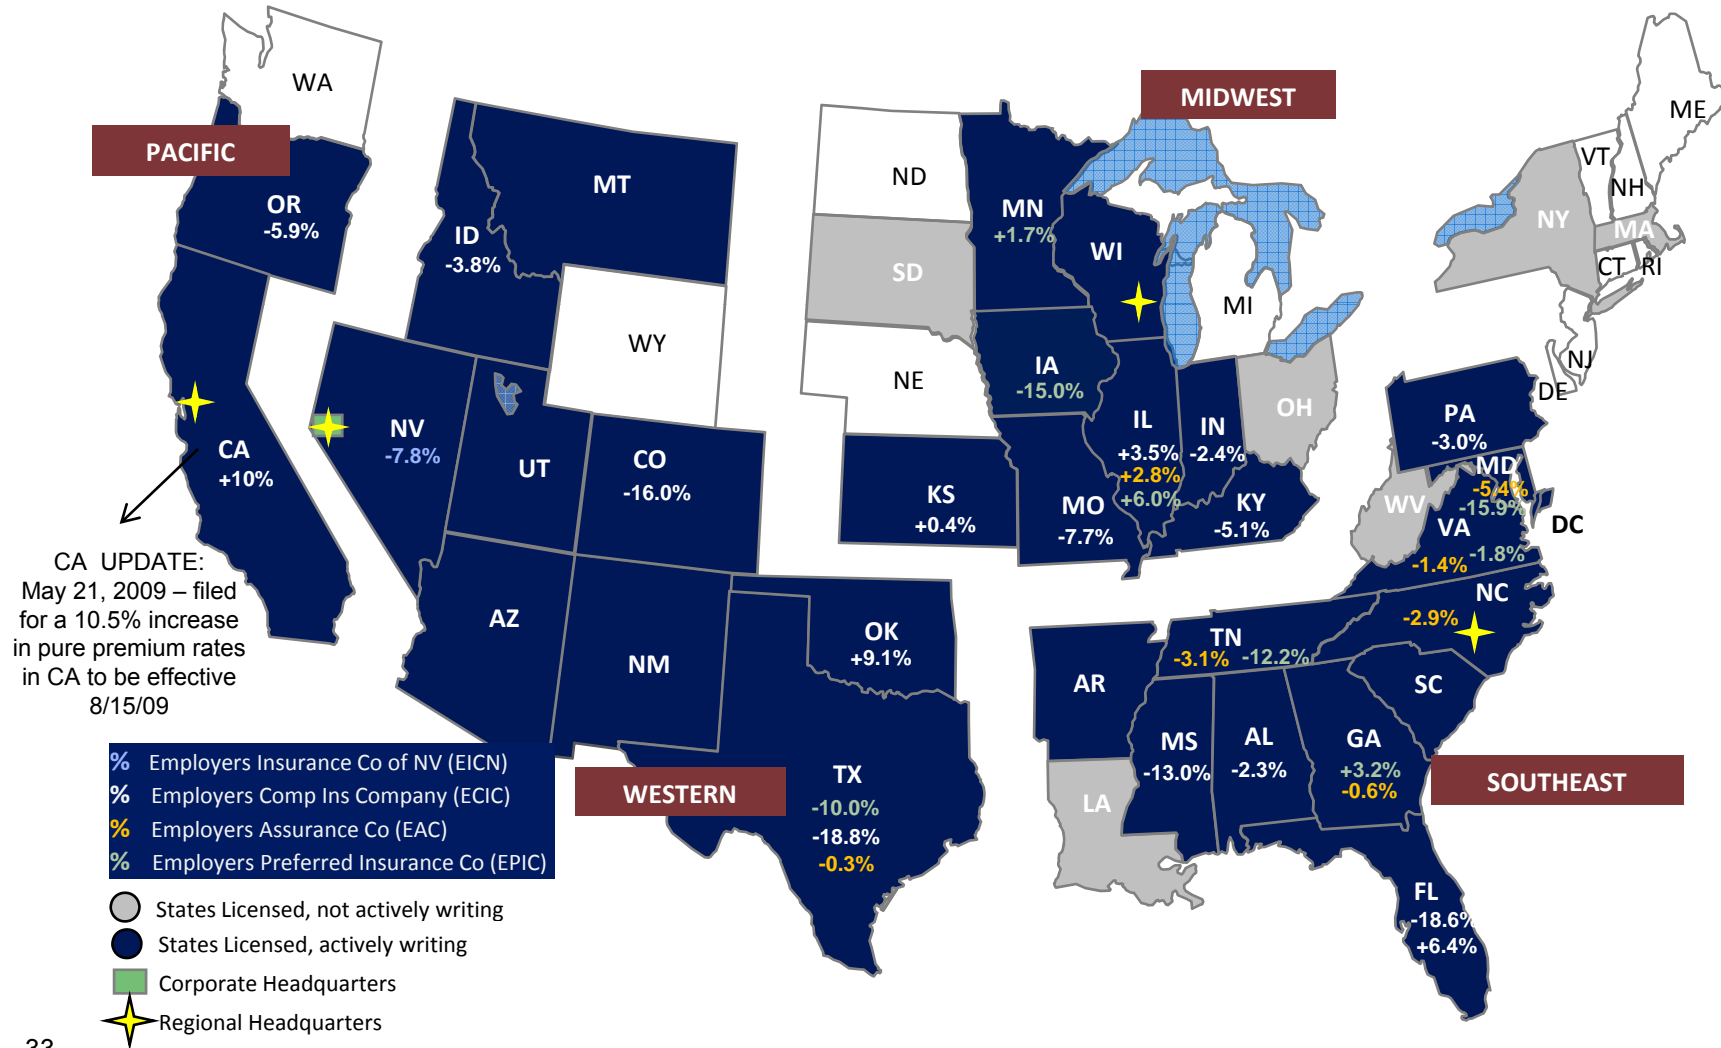 WA
PACIFIC
OR
-5.9%
ID
-3.8%
MT
WY
CA
+10%
NV
-7.8%
UT
CO
-16.0%
AZ
NM
CA UPDATE:
May 21, 2009 – filed
for a 10.5% increase
in pure premium rates
in CA to be effective
8/15/09
MIDWEST
ND
SD
NE
MN
+1.7%
WI
MI
IA
-15.0%
IL
+3.5%
+2.8%
+6.0%
IN
-2.4%
OH
KS
+0.4%
MO
-7.7%
KY
-5.1%
OK
+9.1%
WESTERN
TX
-10.0%
-18.8%
-0.3%
ME
VT
NH
NY
MA
CT
RI
NJ
DE
PA
-3.0%
MD
-5.4%
-15.9%
WV
DC
VA
-1.4%
-1.8%
NC
-2.9%
TN
-3.1%
-12.2%
AR
SC
MS
-13.0%
AL
-2.3%
GA
+3.2%
-0.6%
LA
SOUTHEAST
FL
-18.6%
+6.4%
% Employers Insurance Co of NV (EICN)
% Employers Comp Ins Company (ECIC)
% Employers Assurance Co (EAC)
% Employers Preferred Insurance Co (EPIC)
States Licensed, not actively writing
States Licensed, actively writing
Corporate Headquarters
Regional Headquarters
33